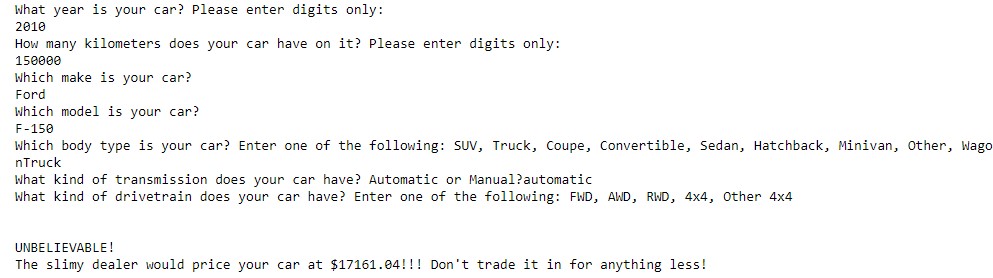 What year is your car? Please enter digits only:
2010
How many kilometers does your car have on it? Please enter digits only:
150000
Which make is your car?
Ford
Which model is your car?
F-150
Which body type is your car? Enter one of the following: SUV, Truck, Coupe, Convertible, Sedan, Hatchback, Minivan, Other, Wago
nTruck
What kind of transmission does your car have? Automatic or Manual?automatic
What kind of drivetrain does your car have? Enter one of the following: FWD, AWD, RWD, 4x4, Other 4x4
UNBELIEVABLE!
The slimy dealer would price your car at $17161.04!!! Don't trade it in for anything less!